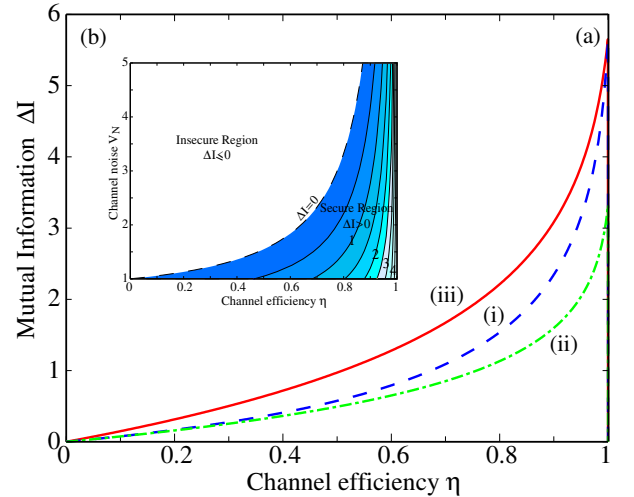 (b)
(a)
6
5
4
3
2
1
0
Mutual Information ΔI
0
0.2
0.4
0.6
0.8
1
Channel efficiency η
(iii)
(i)
(ii)
5
4
3
2
1
Channel noise V_N
0
0.2
0.4
0.6
0.8
1
Channel efficiency η
Insecure Region
ΔI⩽0
ΔI=0
Secure Region
ΔI>0
1
2
3
4